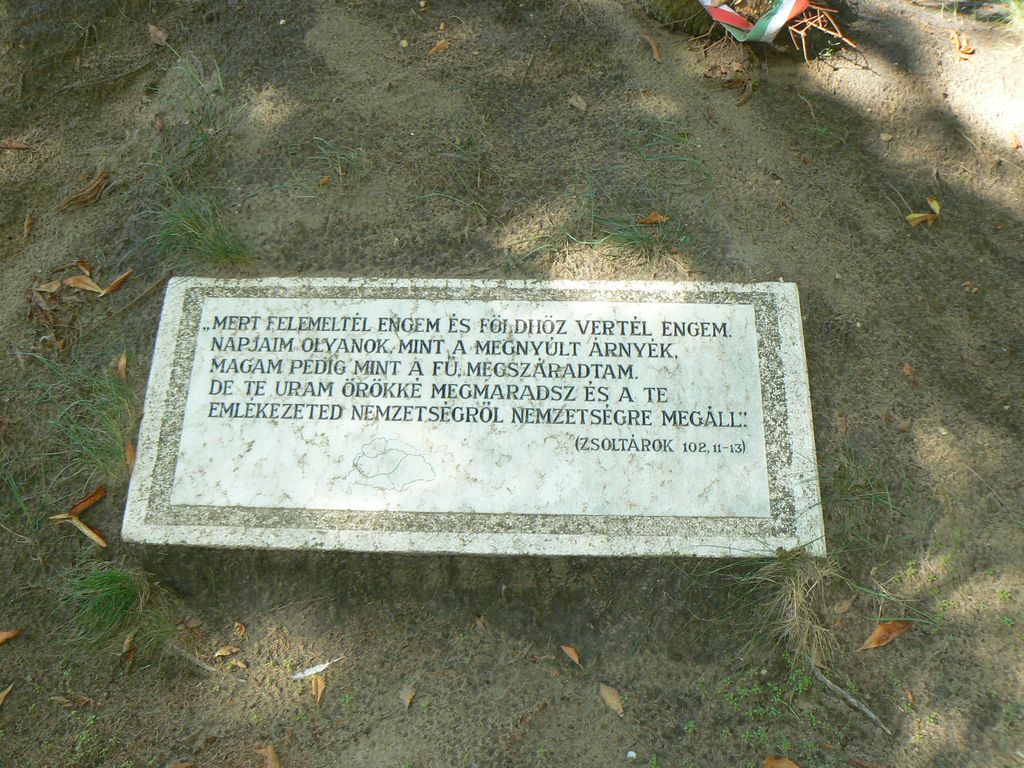 „MERT FELEMELTÉL ENGEM ÉS FÖLDHÖZ VERTÉL ENGEM.
NAPJAIM OLYANOK, MINT A MEGNYÚLT ÁRNYÉK,
MAGAM PEDIG MINT A FŰ, MEGSZÁRADTAM.
DE TE URAM ÖRÖKKÉ MEGMARADSZ ÉS A TE
EMLÉKEZETED NEMZETSÉGRŐL NEMZETSÉGRE MEGÁLL".
(ZSOLTÁROK 102, 11-13)